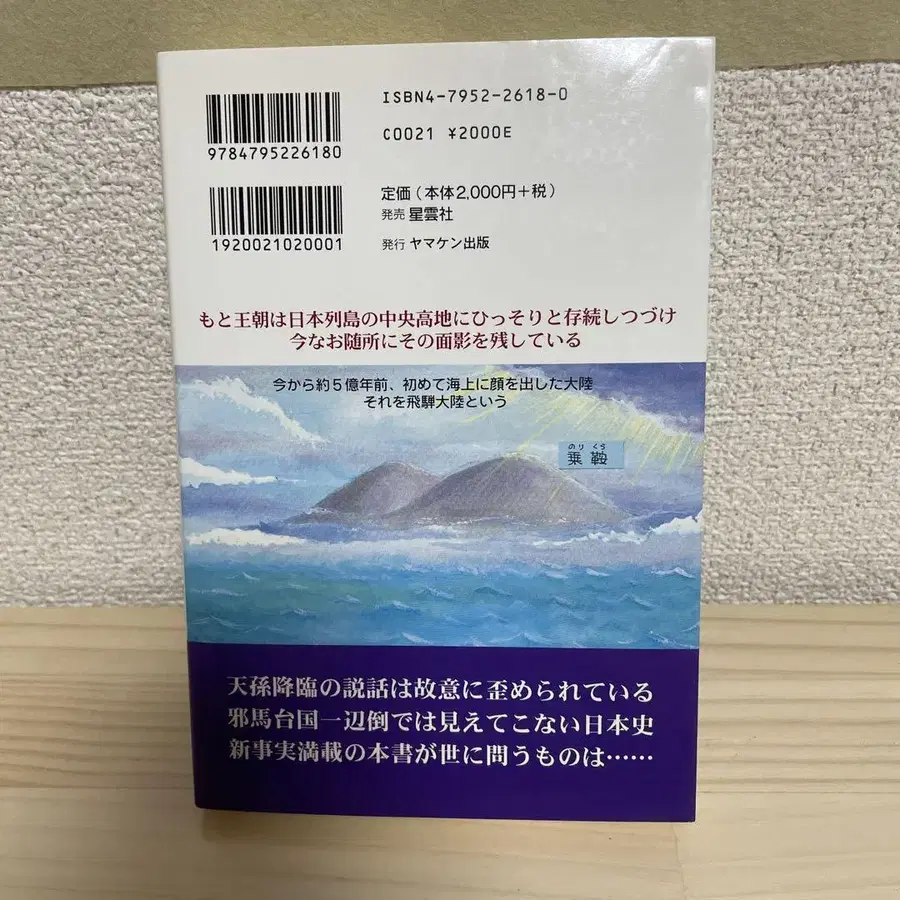 ISBN4-7952-2618-0
C0021 ¥2000E
9784795226180
定価（本体2,000円＋税）
発売 星雲社
発行 ヤマケン出版
1920021020001
もと王朝は日本列島の中央高地にひっそりと存続しつづけ
今なお随所にその面影を残している
今から約５億年前、初めて海上に顔を出した大陸
それを飛騨大陸という
のり くら
乗鞍
天孫降臨の説話は故意に歪められている
邪馬台国一辺倒では見えてこない日本史
新事実満載の本書が世に問うものは……